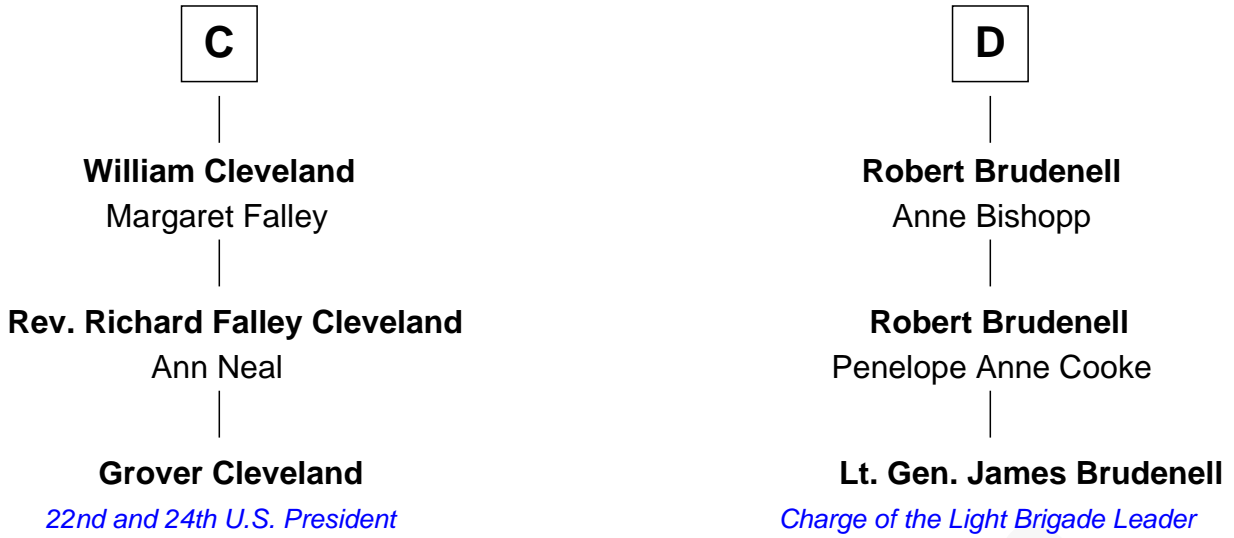 C
William Cleveland
Margaret Falley
Rev. Richard Falley Cleveland
Ann Neal
Grover Cleveland
22nd and 24th U.S. President
D
Robert Brudenell
Anne Bishopp
Robert Brudenell
Penelope Anne Cooke
Lt. Gen. James Brudenell
Charge of the Light Brigade Leader